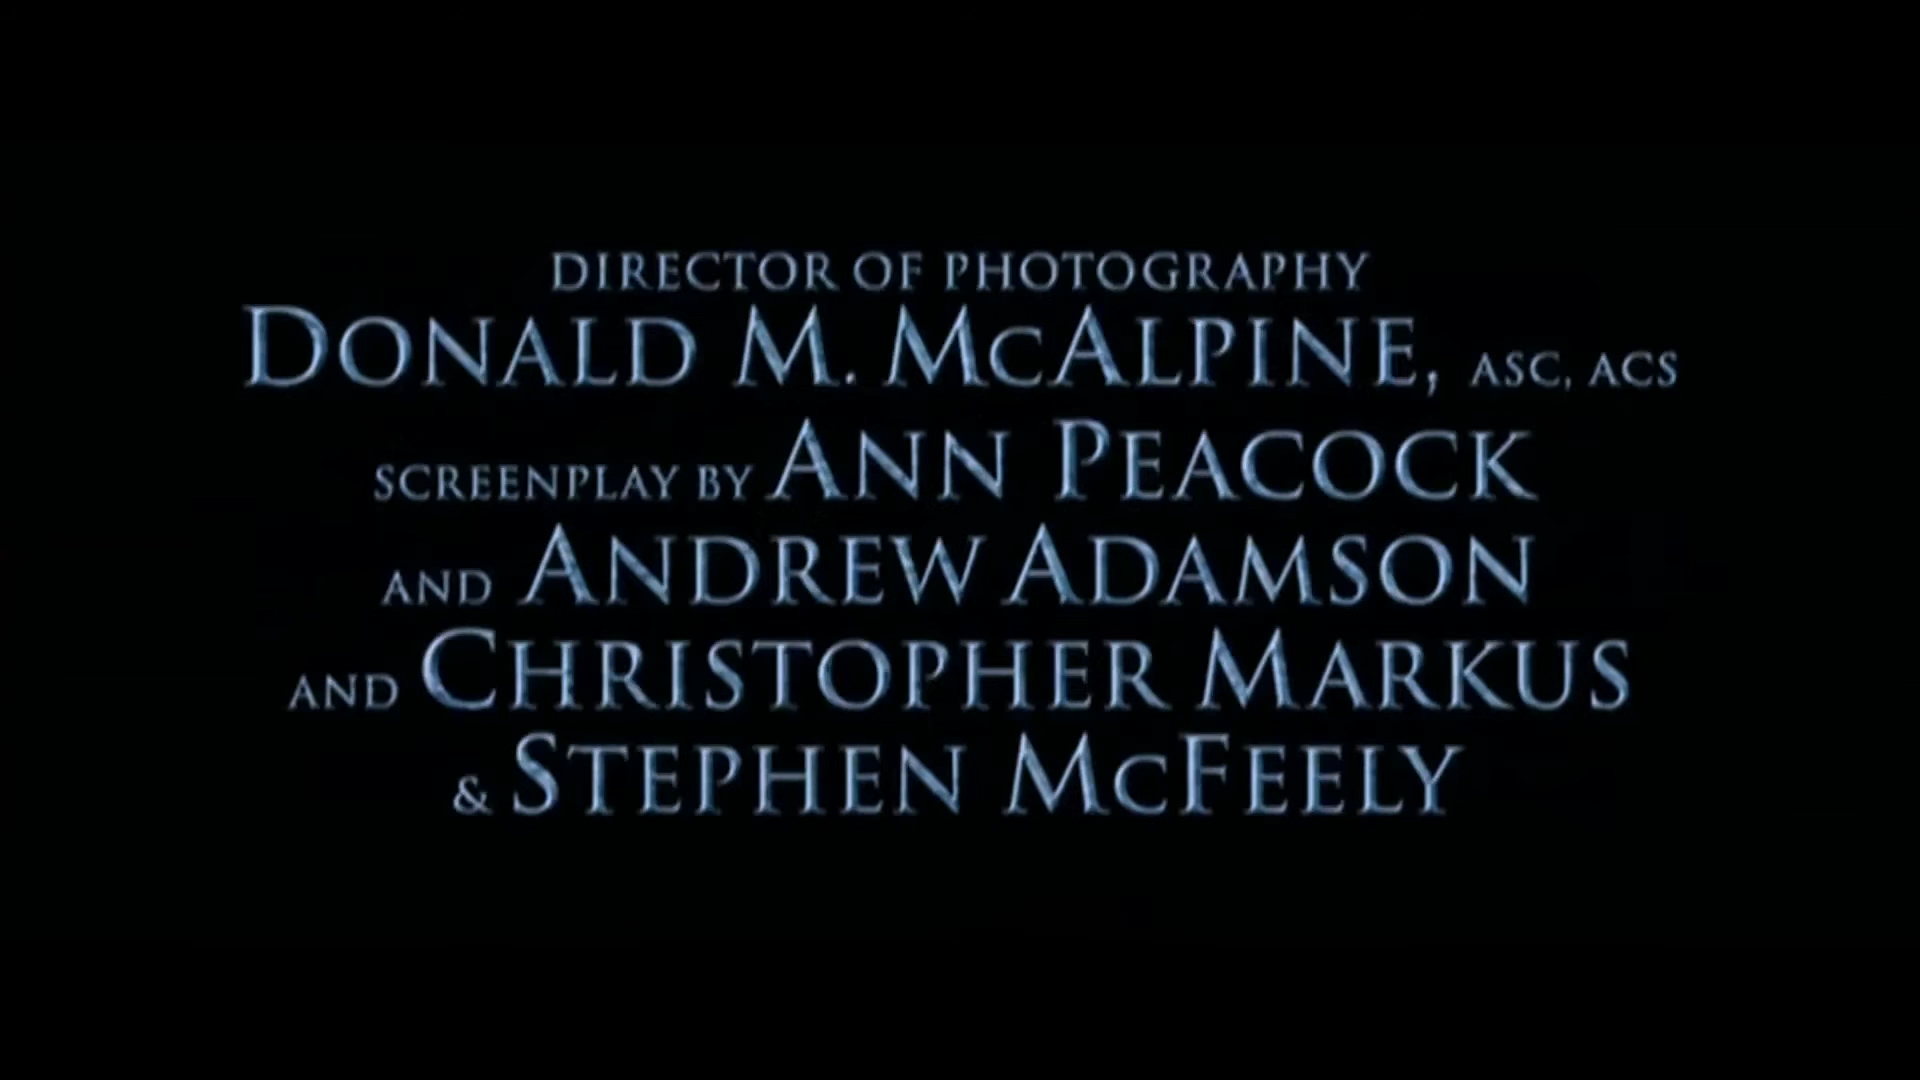 DIRECTOR OF PHOTOGRAPHY
DONALD M. MCALPINE, ASC, ACS
SCREENPLAY BY ANN PEACOCK
AND ANDREW ADAMSON
AND CHRISTOPHER MARKUS
& STEPHEN MCFEELY